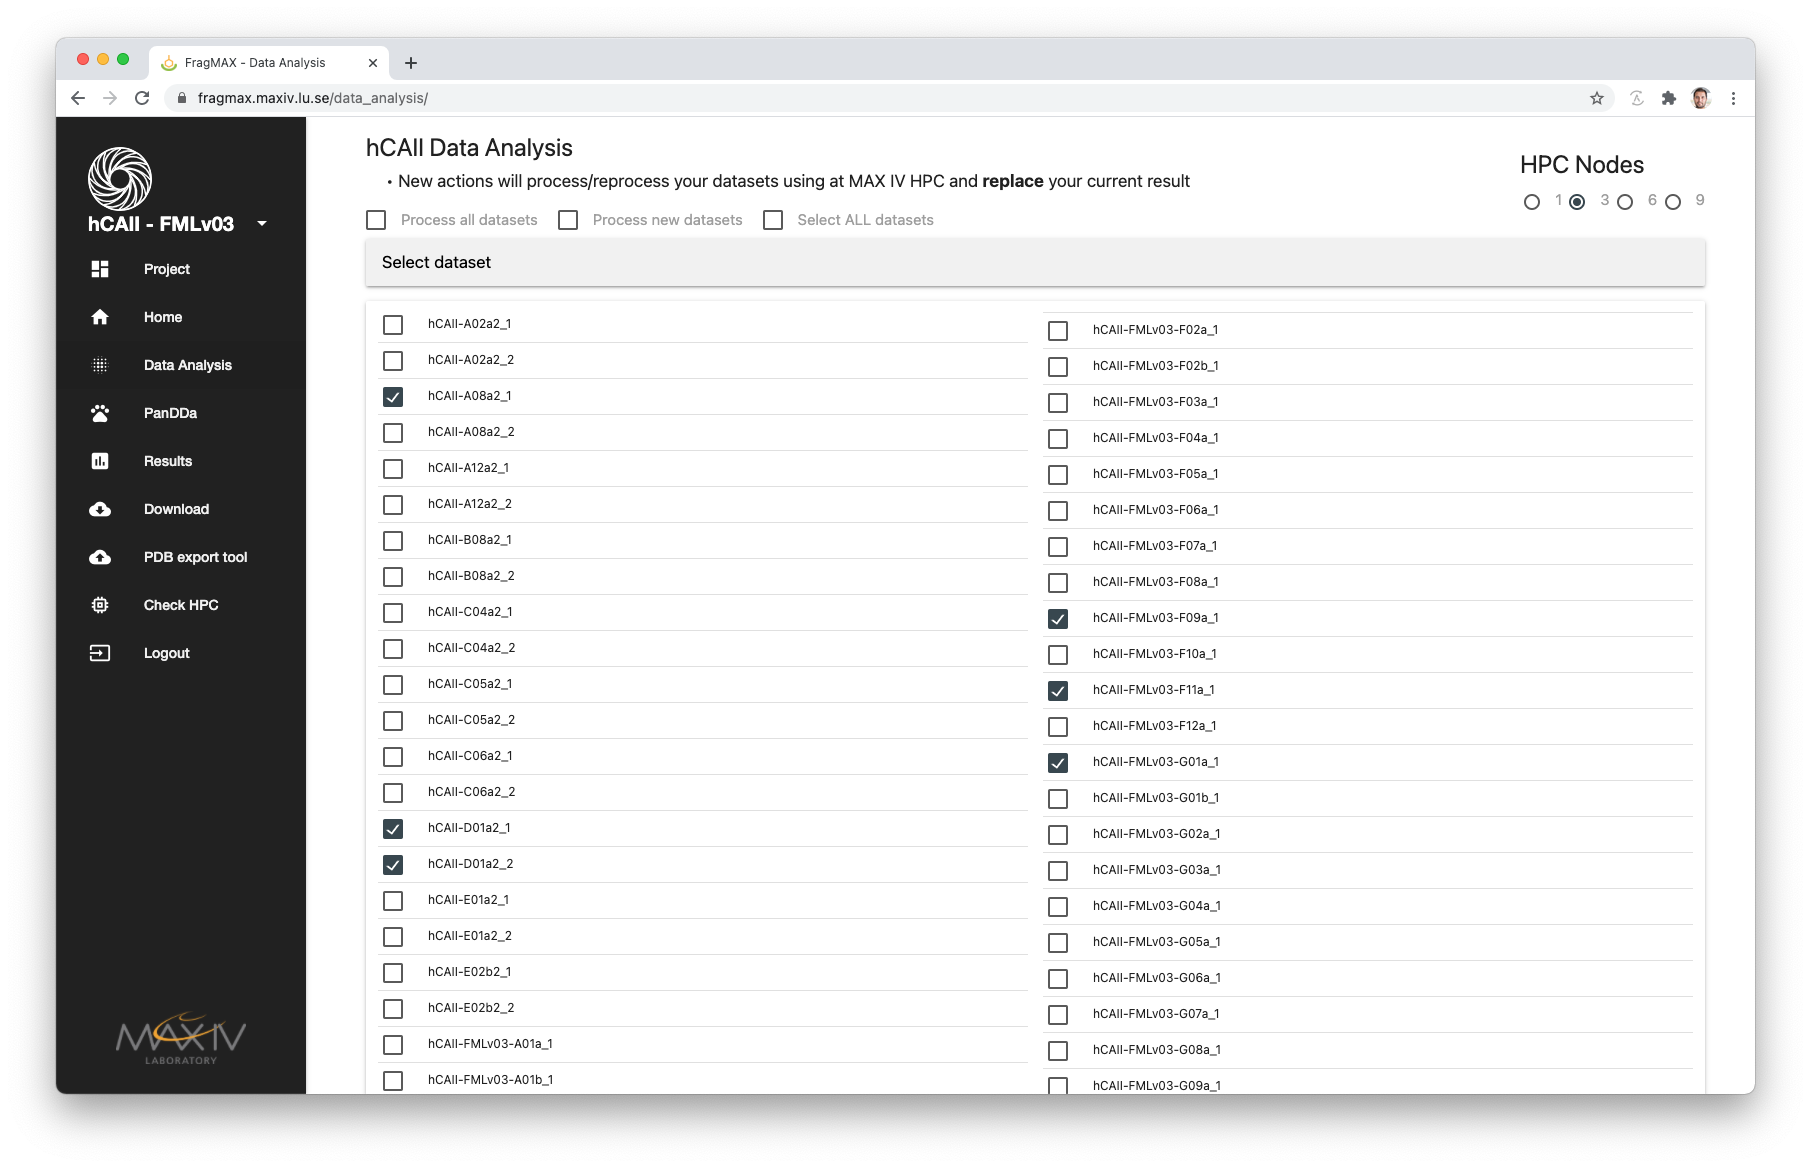 FragMAX - Data Analysis
fragmax.maxiv.lu.se/data_analysis/
hCAII - FMLv03
Project
Home
Data Analysis
PanDDa
Results
Download
PDB export tool
Check HPC
Logout
MAX IV
LABORATORY
hCAII Data Analysis
• New actions will process/reprocess your datasets using at MAX IV HPC and replace your current result
HPC Nodes
1 3 6 9
Process all datasets Process new datasets Select ALL datasets
Select dataset
hCAII-A02a2_1
hCAII-A02a2_2
hCAII-A08a2_1
hCAII-A08a2_2
hCAII-A12a2_1
hCAII-A12a2_2
hCAII-B08a2_1
hCAII-B08a2_2
hCAII-C04a2_1
hCAII-C04a2_2
hCAII-C05a2_1
hCAII-C05a2_2
hCAII-C06a2_1
hCAII-C06a2_2
hCAII-D01a2_1
hCAII-D01a2_2
hCAII-E01a2_1
hCAII-E01a2_2
hCAII-E02b2_1
hCAII-E02b2_2
hCAII-FMLv03-A01a_1
hCAII-FMLv03-A01b_1
hCAII-FMLv03-F02a_1
hCAII-FMLv03-F02b_1
hCAII-FMLv03-F03a_1
hCAII-FMLv03-F04a_1
hCAII-FMLv03-F05a_1
hCAII-FMLv03-F06a_1
hCAII-FMLv03-F07a_1
hCAII-FMLv03-F08a_1
hCAII-FMLv03-F09a_1
hCAII-FMLv03-F10a_1
hCAII-FMLv03-F11a_1
hCAII-FMLv03-F12a_1
hCAII-FMLv03-G01a_1
hCAII-FMLv03-G01b_1
hCAII-FMLv03-G02a_1
hCAII-FMLv03-G03a_1
hCAII-FMLv03-G04a_1
hCAII-FMLv03-G05a_1
hCAII-FMLv03-G06a_1
hCAII-FMLv03-G07a_1
hCAII-FMLv03-G08a_1
hCAII-FMLv03-G09a_1